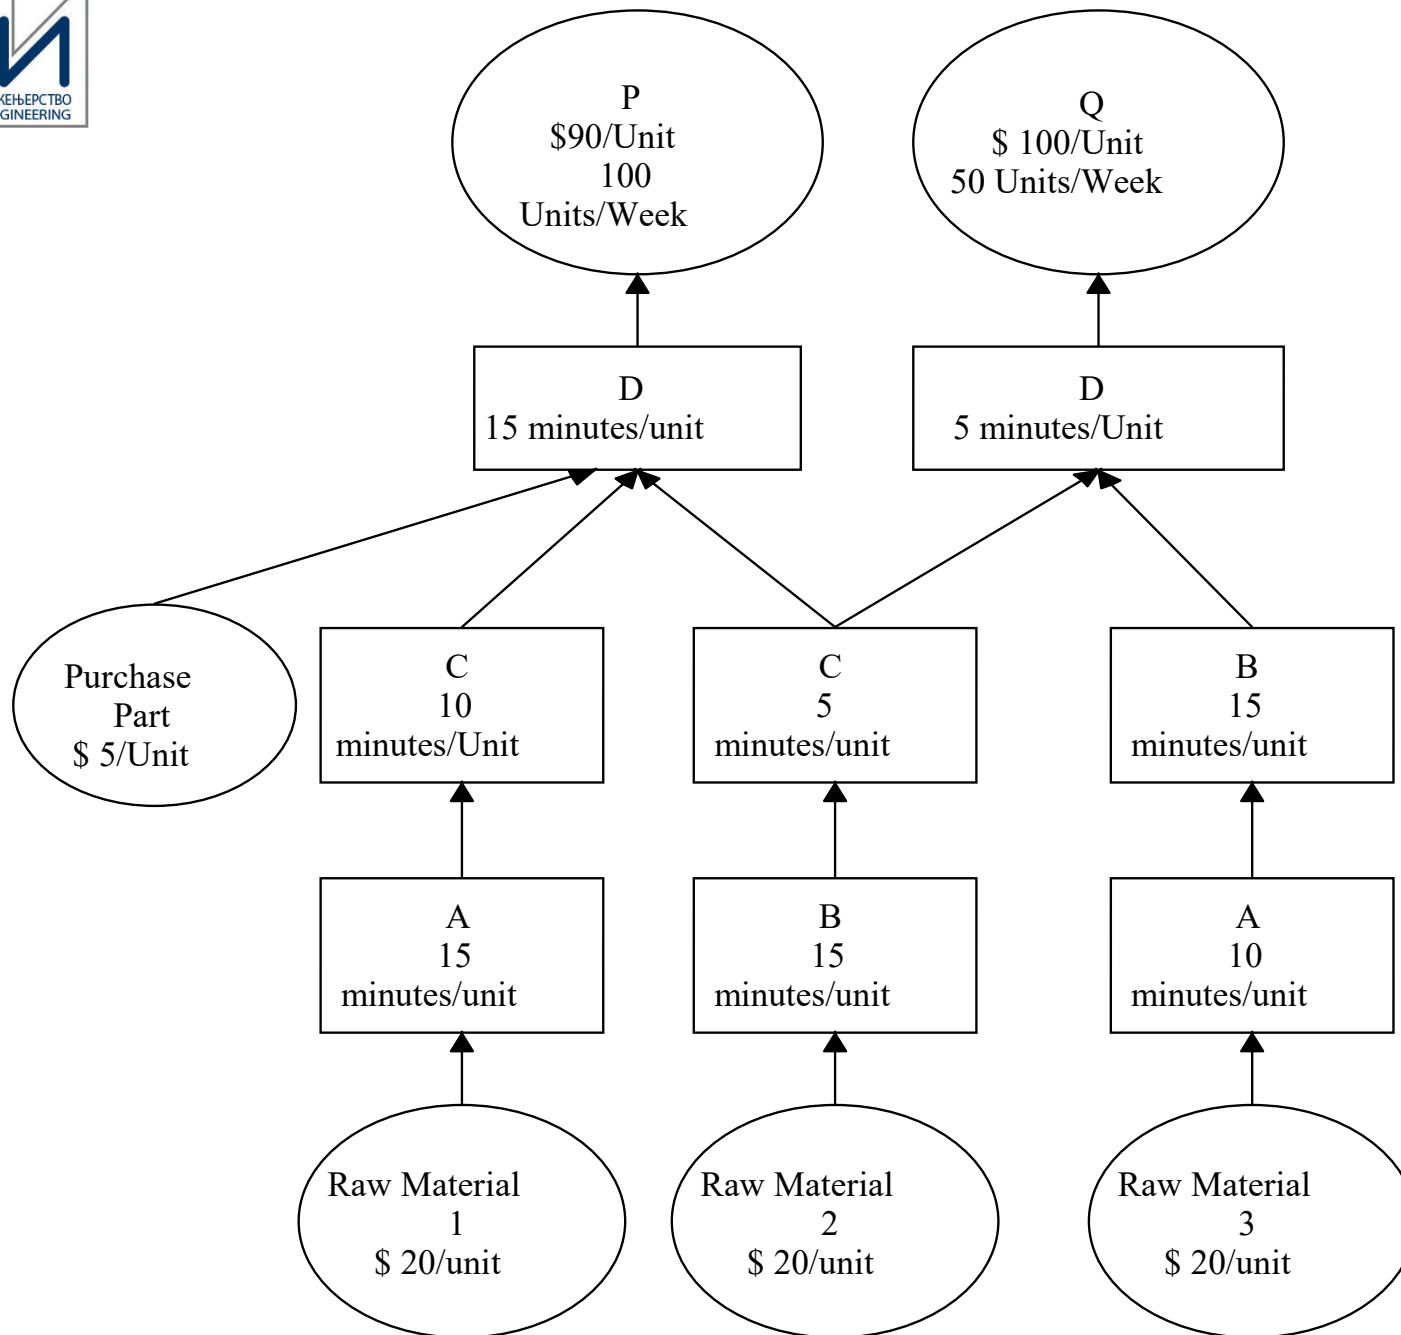 GINEERING
P
$90/Unit
100
Units/Week
Q
$ 100/Unit
50 Units/Week
D
15 minutes/unit
D
5 minutes/Unit
Purchase
Part
$ 5/Unit
C
10
minutes/Unit
C
5
minutes/unit
B
15
minutes/unit
A
15
minutes/unit
B
15
minutes/unit
A
10
minutes/unit
Raw Material
1
$ 20/unit
Raw Material
2
$ 20/unit
Raw Material
3
$ 20/unit